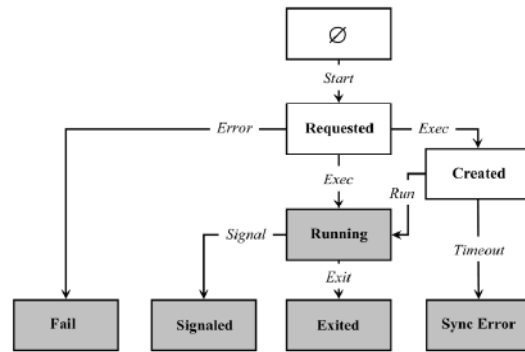 ∅
Start
Error
Requested
Exec
Exec
Created
Run
Signal
Running
Timeout
Exit
Fail
Signaled
Exited
Sync Error